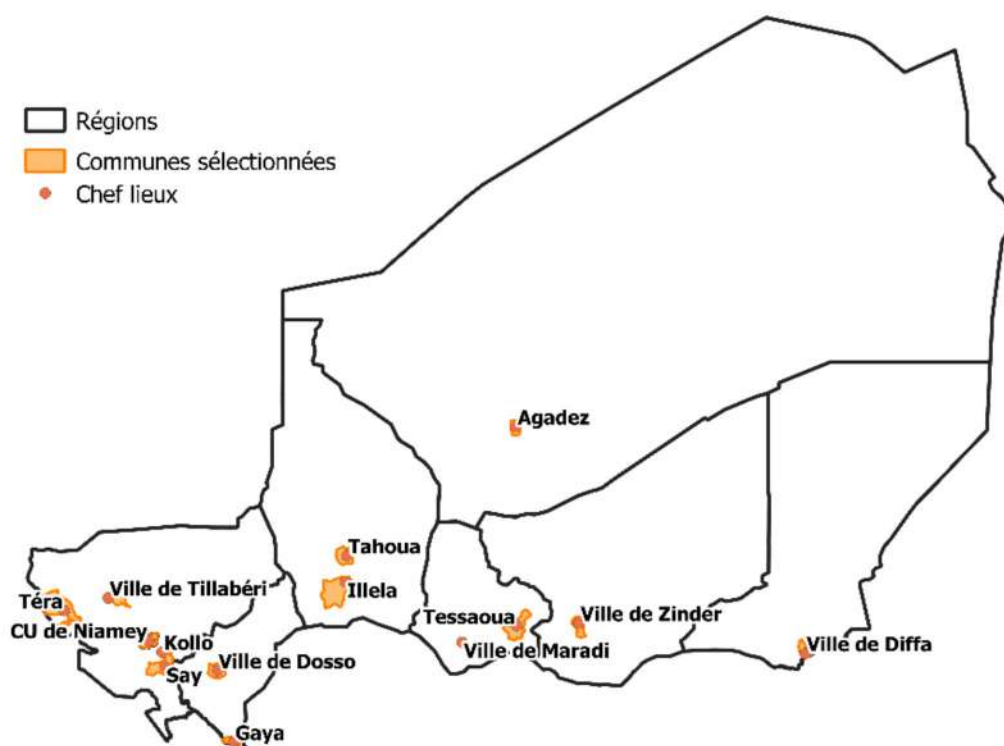 Régions
Communes sélectionnées
Chef lieux
Agadez
Tahoua
Illela
Ville de Tillabéri
Téra
CU de Niamey
Kollo
Say
Ville de Dosso
Gaya
Tessaoua
Ville de Maradi
Ville de Zinder
Ville de Diffa